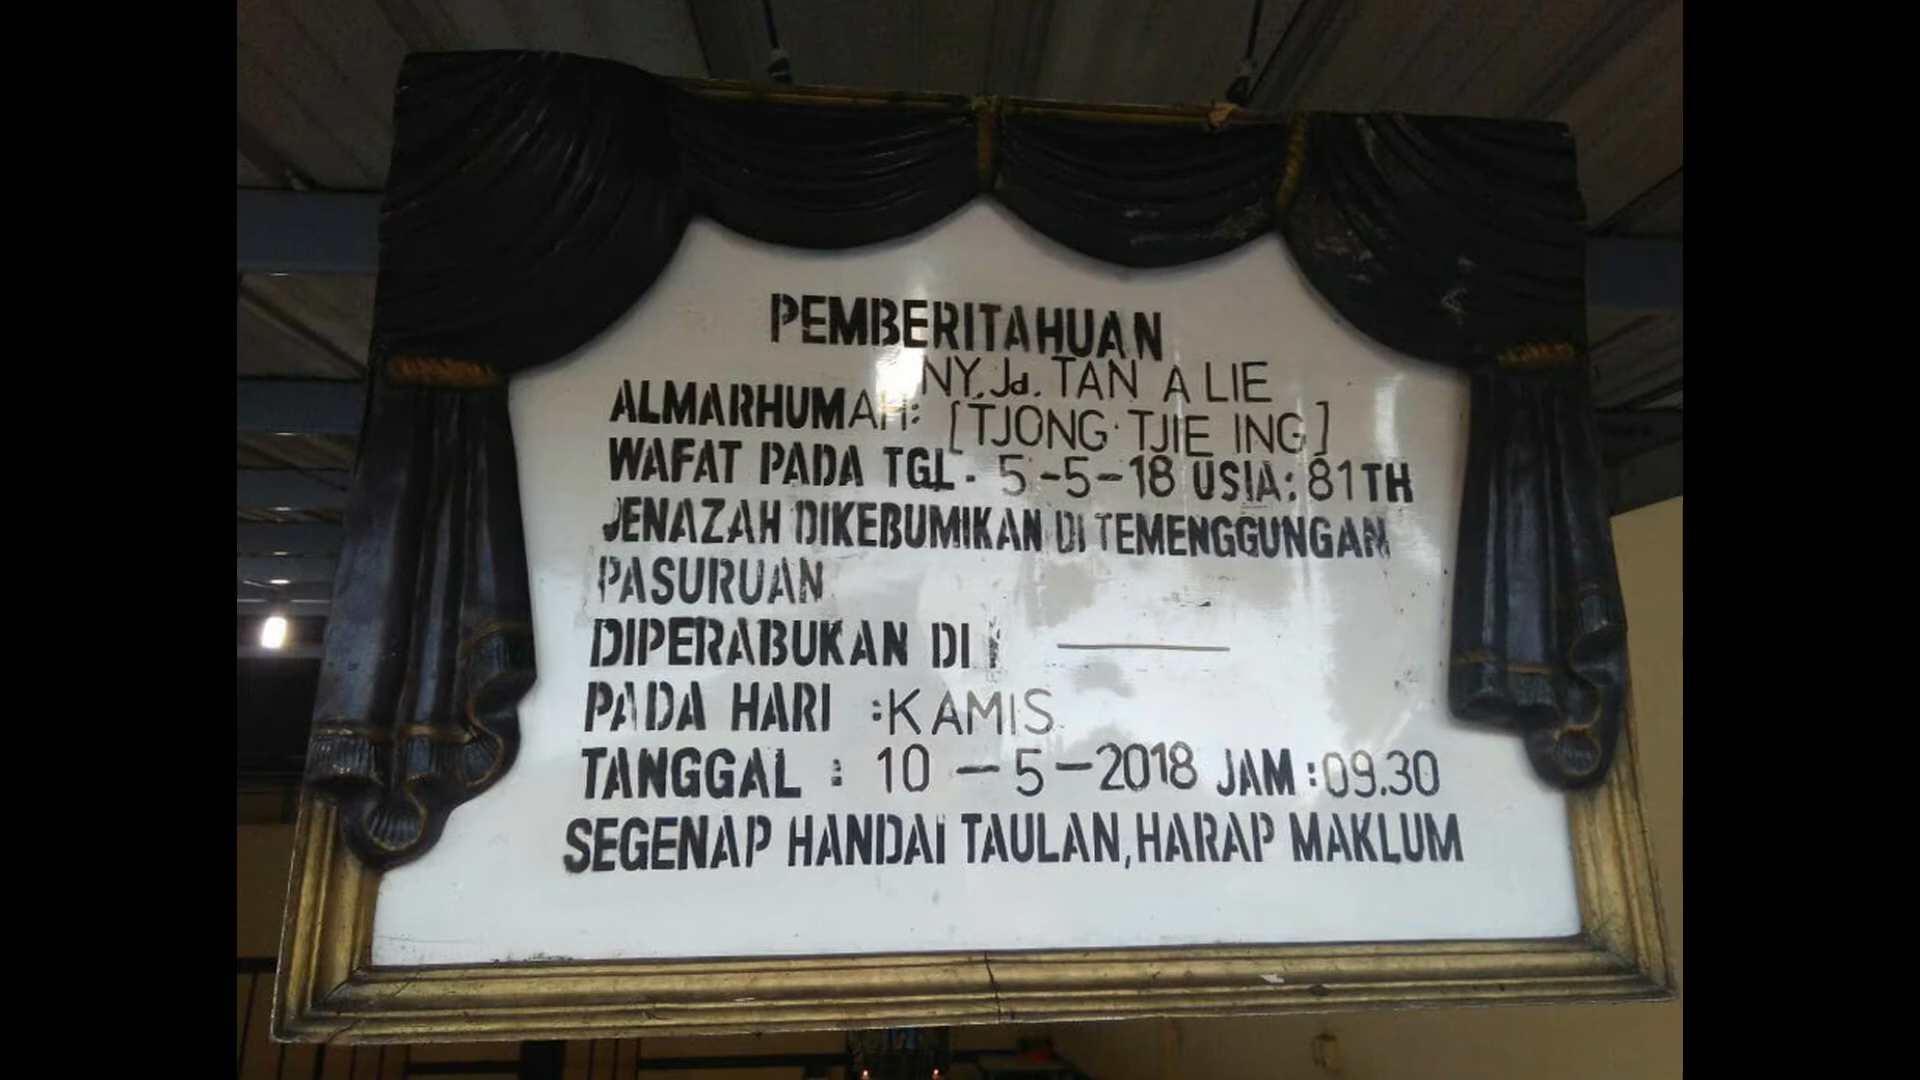 PEMBERITAHUAN
NY.Jd. TAN A LIE
ALMARHUMAH: [TJONG TJIE ING]
WAFAT PADA TGL. 5-5-18 USIA: 81TH
JENAZAH DIKEBUMIKAN DI TEMENGGUNGAN
PASURUAN
DIPERABUKAN DI : —
PADA HARI :KAMIS
TANGGAL : 10 - 5 - 2018 JAM :09.30
SEGENAP HANDAI TAULAN, HARAP MAKLUM